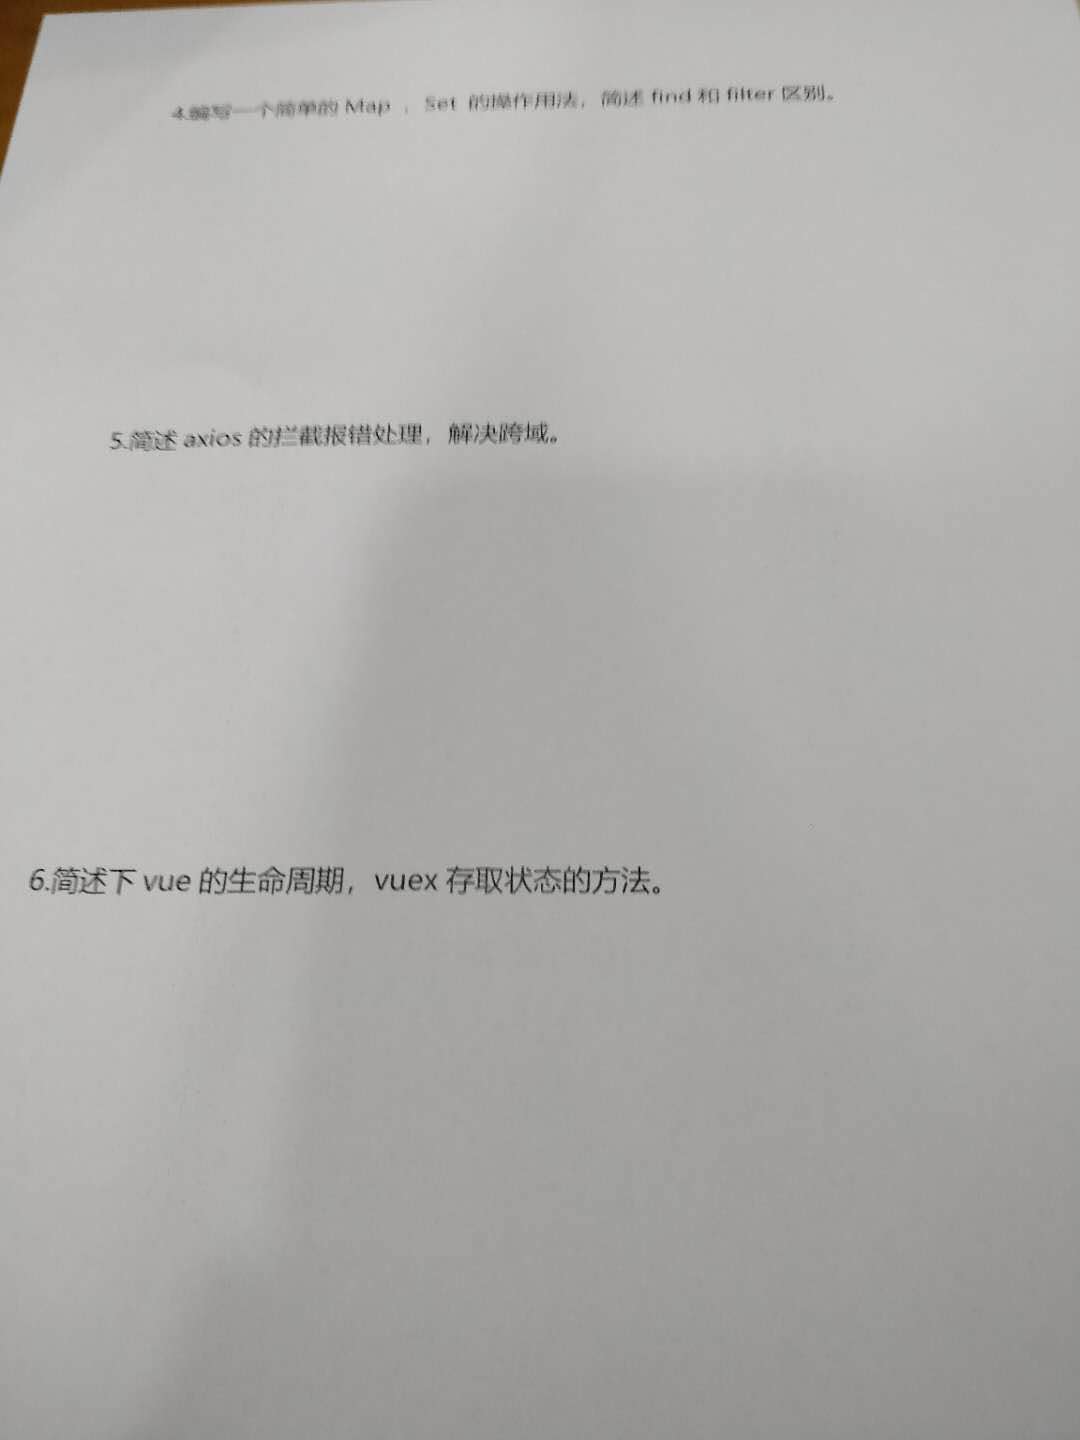 4.编写一个简单的 Map ，Set 的操作用法，简述 find 和 filter 区别。
5.简述 axios 的拦截报错处理，解决跨域。
6.简述下 vue 的生命周期，vuex 存取状态的方法。